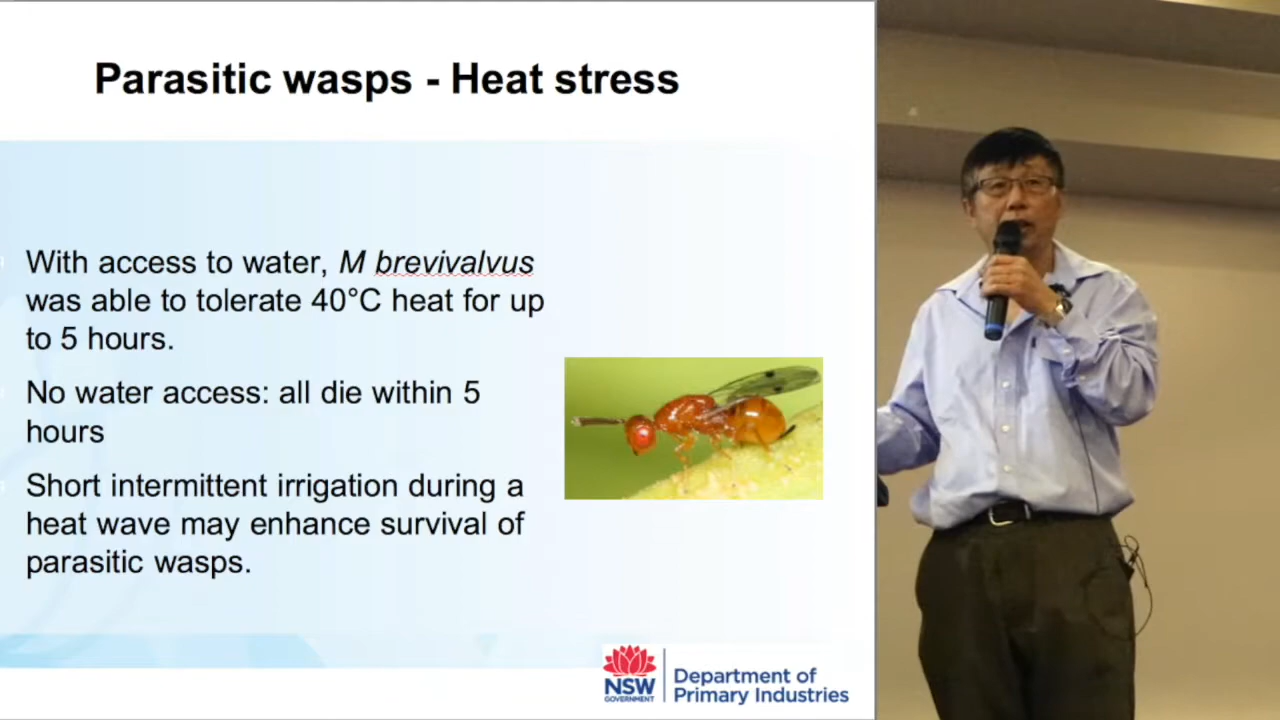 Parasitic wasps - Heat stress
With access to water, M brevivalvus
was able to tolerate 40°C heat for up
to 5 hours.
No water access: all die within 5
hours
Short intermittent irrigation during a
heat wave may enhance survival of
parasitic wasps.
NSW
GOVERNMENT
Department of
Primary Industries